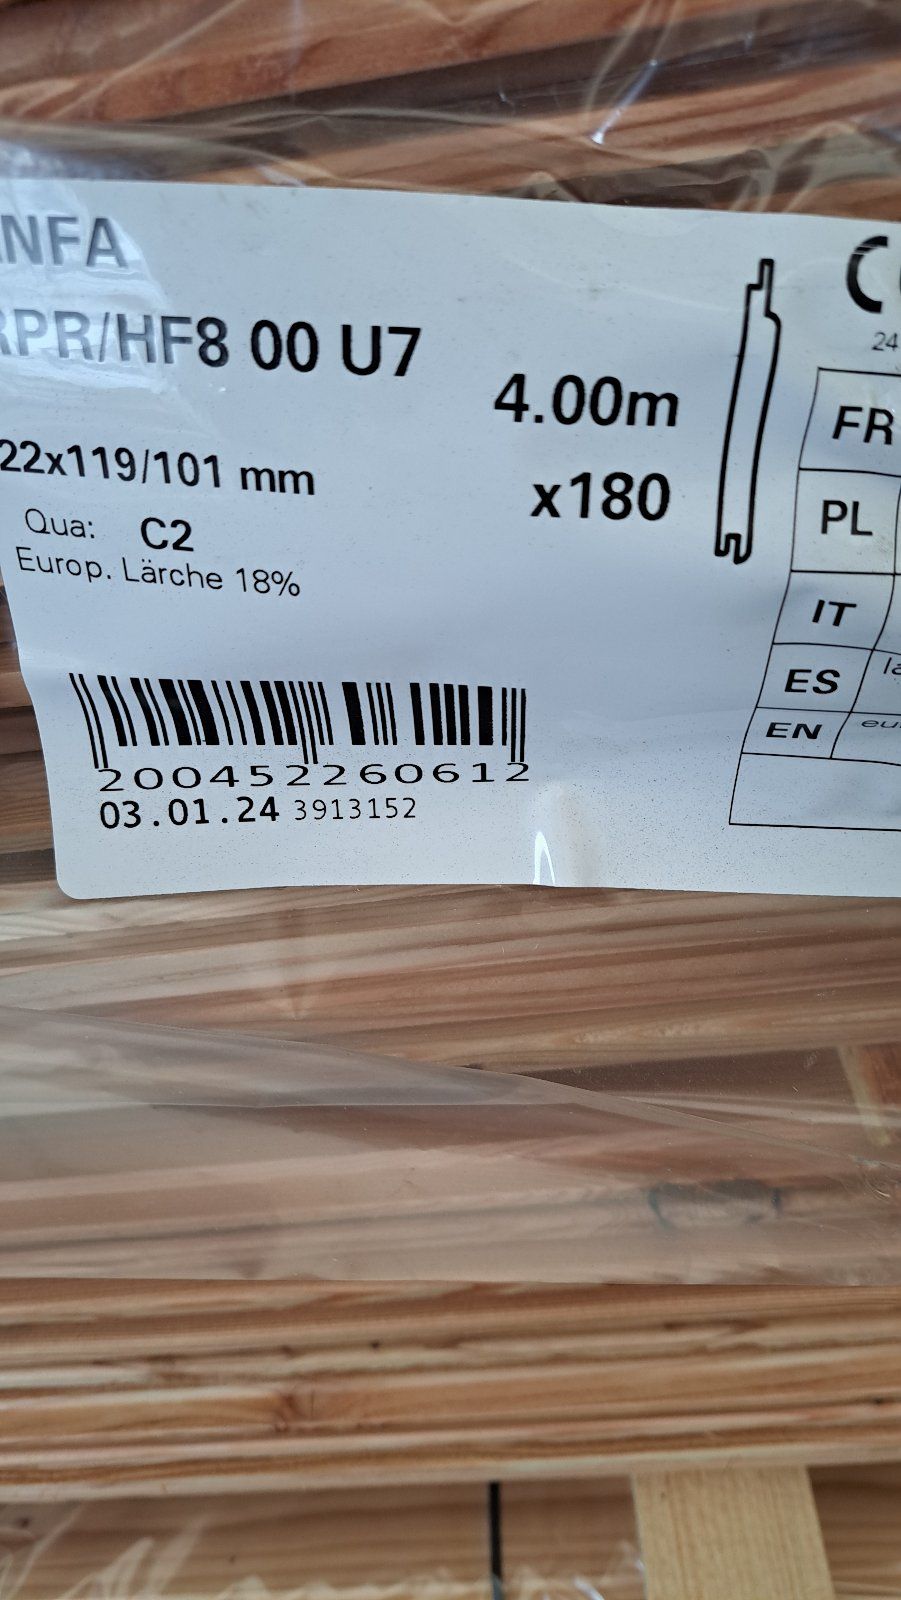 NFA
RPR/HF8 00 U7
4.00m
22x119/101 mm
x180
Qua: C2
Europ. Lärche 18%
200452260612
03.01.24 3913152
24
FR
PL
IT
ES
EN